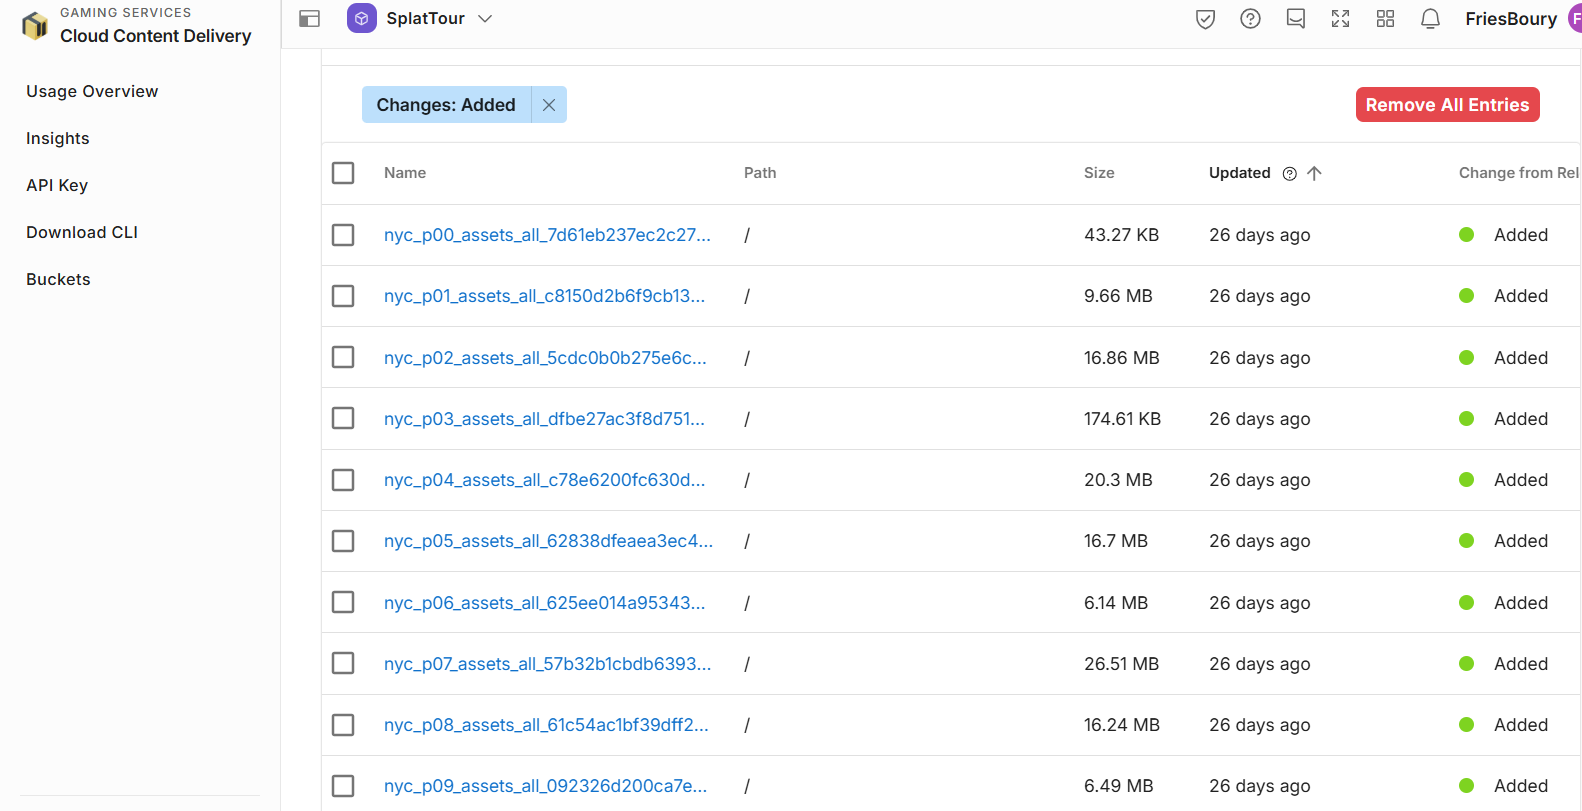 GAMING SERVICES
Cloud Content Delivery
SplatTour
FriesBoury
F
Usage Overview
Insights
API Key
Download CLI
Buckets
Changes: Added
Remove All Entries
Name Path Size Updated Change from Rel
nyc_p00_assets_all_7d61eb237ec2c27... / 43.27 KB 26 days ago Added
nyc_p01_assets_all_c8150d2b6f9cb13... / 9.66 MB 26 days ago Added
nyc_p02_assets_all_5cdc0b0b275e6c... / 16.86 MB 26 days ago Added
nyc_p03_assets_all_dfbe27ac3f8d751... / 174.61 KB 26 days ago Added
nyc_p04_assets_all_c78e6200fc630d... / 20.3 MB 26 days ago Added
nyc_p05_assets_all_62838dfeaea3ec4... / 16.7 MB 26 days ago Added
nyc_p06_assets_all_625ee014a95343... / 6.14 MB 26 days ago Added
nyc_p07_assets_all_57b32b1cbdb6393... / 26.51 MB 26 days ago Added
nyc_p08_assets_all_61c54ac1bf39dff2... / 16.24 MB 26 days ago Added
nyc_p09_assets_all_092326d200ca7e... / 6.49 MB 26 days ago Added